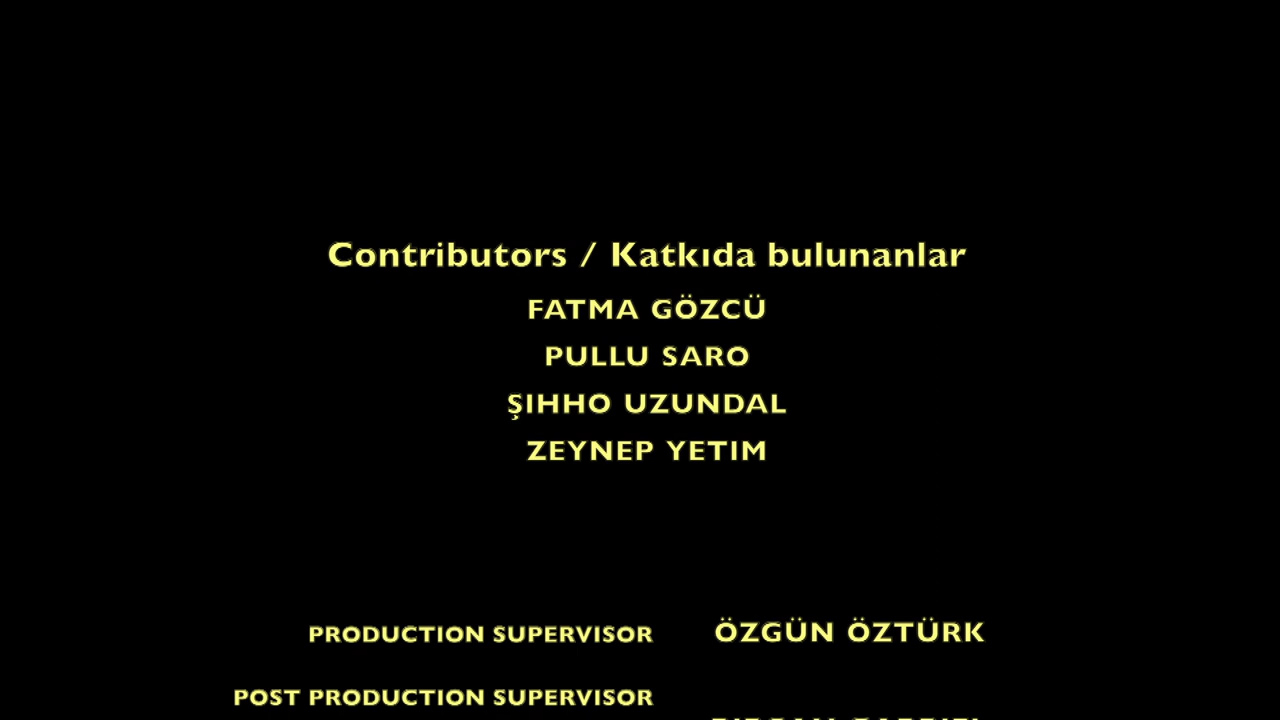 Contributors / Katkıda bulunanlar
FATMA GÖZCÜ
PULLU SARO
ŞIHHO UZUNDAL
ZEYNEP YETIM
PRODUCTION SUPERVISOR ÖZGÜN ÖZTÜRK
POST PRODUCTION SUPERVISOR